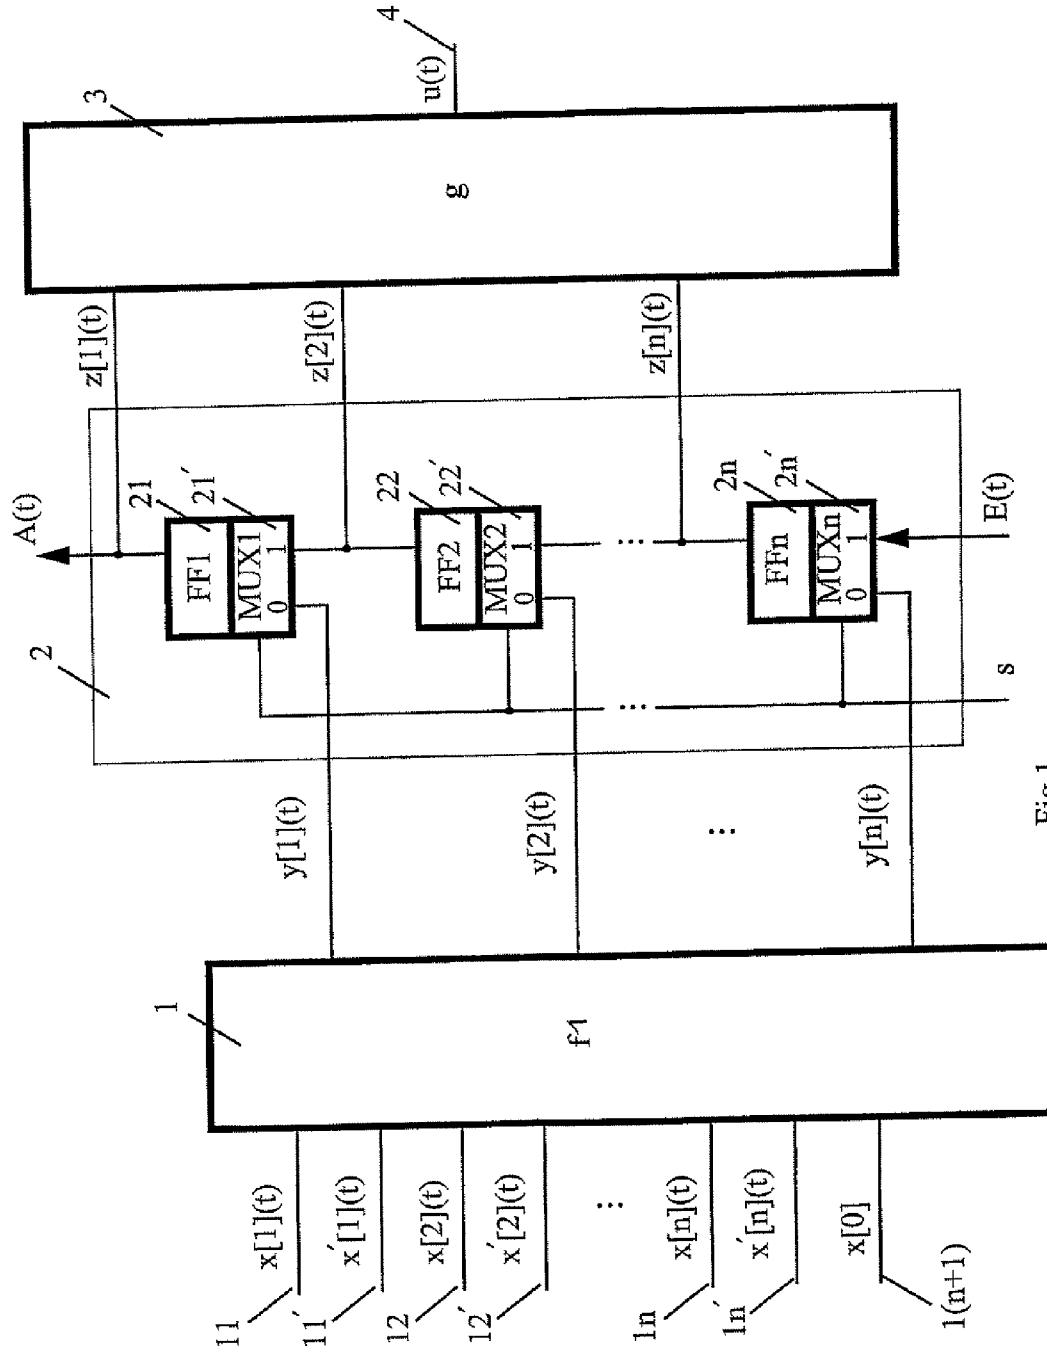 4
u(t)
3
g
z[1](t)
z[2](t)
z[n](t)
A(t)
21
21´
FF1
MUX1
0 1
22
22´
FF2
MUX2
0 1
...
2n
2n´
FFn
MUXn
0 1
E(t)
2
...
s
y[1](t)
y[2](t)
...
y[n](t)
1
f1
x[1](t)
x´[1](t)
x[2](t)
x´[2](t)
...
x[n](t)
x´[n](t)
x[0]
11
11´
12
12´
1n
1n´
1(n+1)
Fig.1